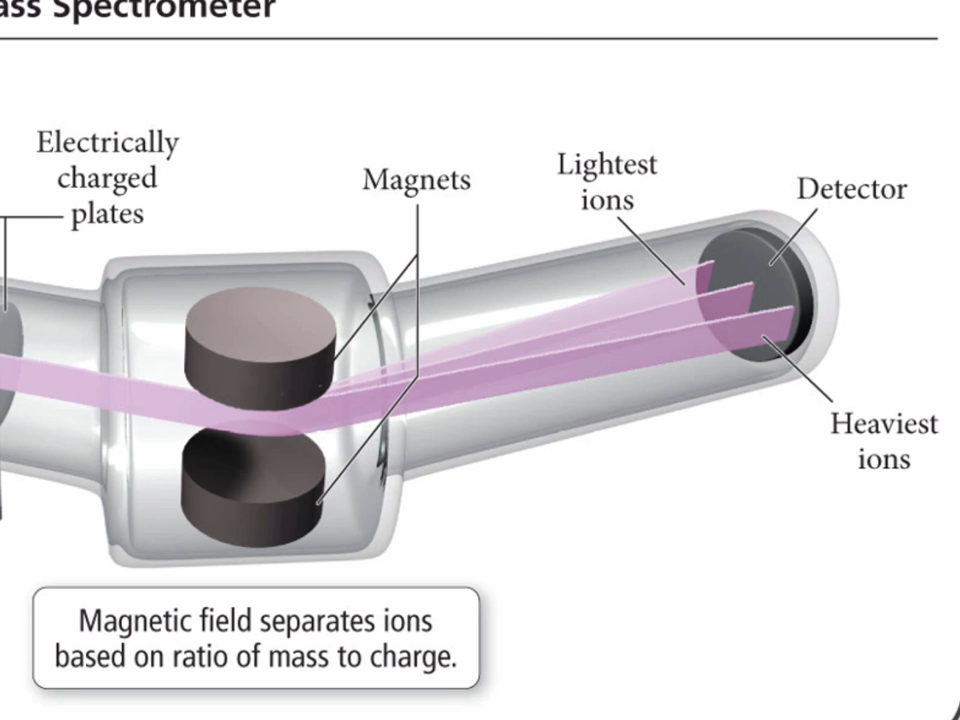 Spectrometer
Electrically
charged
plates
Magnets
Lightest
ions
Detector
Heaviest
ions
Magnetic field separates ions
based on ratio of mass to charge.